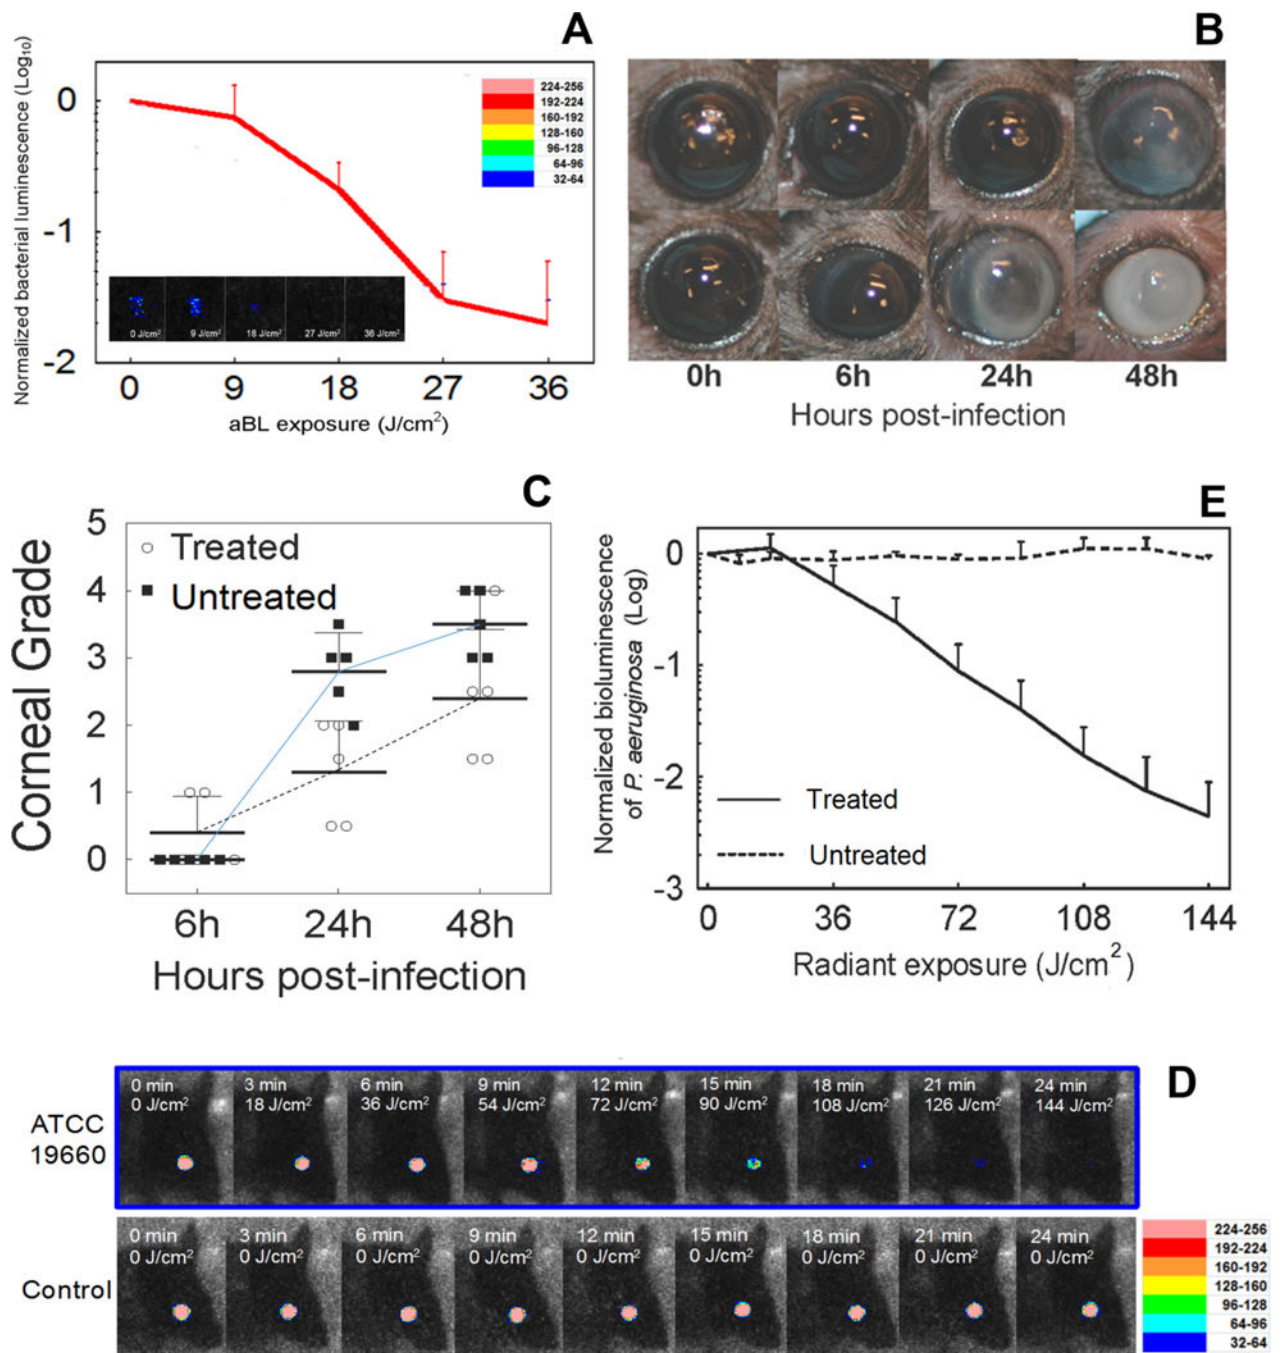 A
Normalized bacterial luminescence (Log₁₀)
0
-1
-2
224-256
192-224
160-192
128-160
96-128
64-96
32-64
0 J/cm²
9 J/cm²
18 J/cm²
27 J/cm²
36 J/cm²
0 9 18 27 36
aBL exposure (J/cm²)
B
0h 6h 24h 48h
Hours post-infection
C
Corneal Grade
5
4
3
2
1
0
Treated
Untreated
6h 24h 48h
Hours post-infection
E
Normalized bioluminescence
of P. aeruginosa (Log)
0
-1
-2
-3
Treated
Untreated
0 36 72 108 144
Radiant exposure (J/cm²)
D
ATCC
19660
0 min
0 J/cm²
3 min
18 J/cm²
6 min
36 J/cm²
9 min
54 J/cm²
12 min
72 J/cm²
15 min
90 J/cm²
18 min
108 J/cm²
21 min
126 J/cm²
24 min
144 J/cm²
Control
0 min
0 J/cm²
3 min
0 J/cm²
6 min
0 J/cm²
9 min
0 J/cm²
12 min
0 J/cm²
15 min
0 J/cm²
18 min
0 J/cm²
21 min
0 J/cm²
24 min
0 J/cm²
224-256
192-224
160-192
128-160
96-128
64-96
32-64